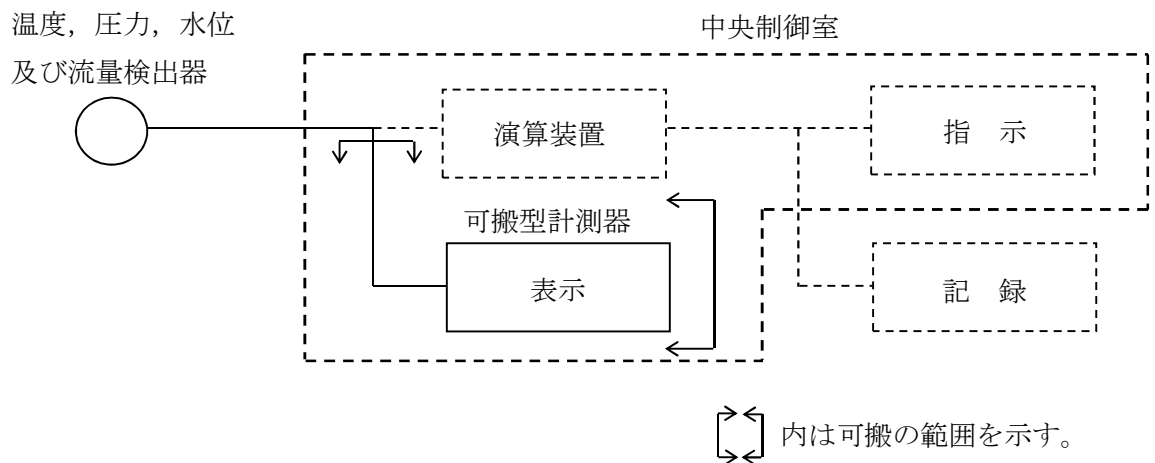 温度，圧力，水位
及び流量検出器
中央制御室
演算装置
指　示
可搬型計測器
表示
記　録
内は可搬の範囲を示す。